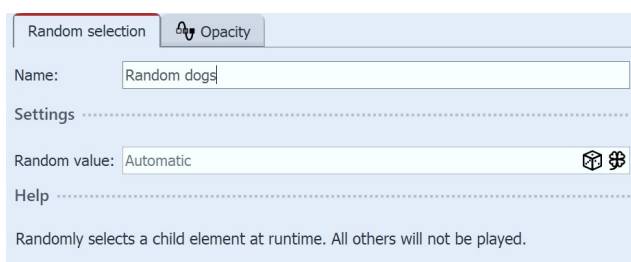 Random selection Opacity
Name: Random dogs
Settings
Random value: Automatic
Help
Randomly selects a child element at runtime. All others will not be played.